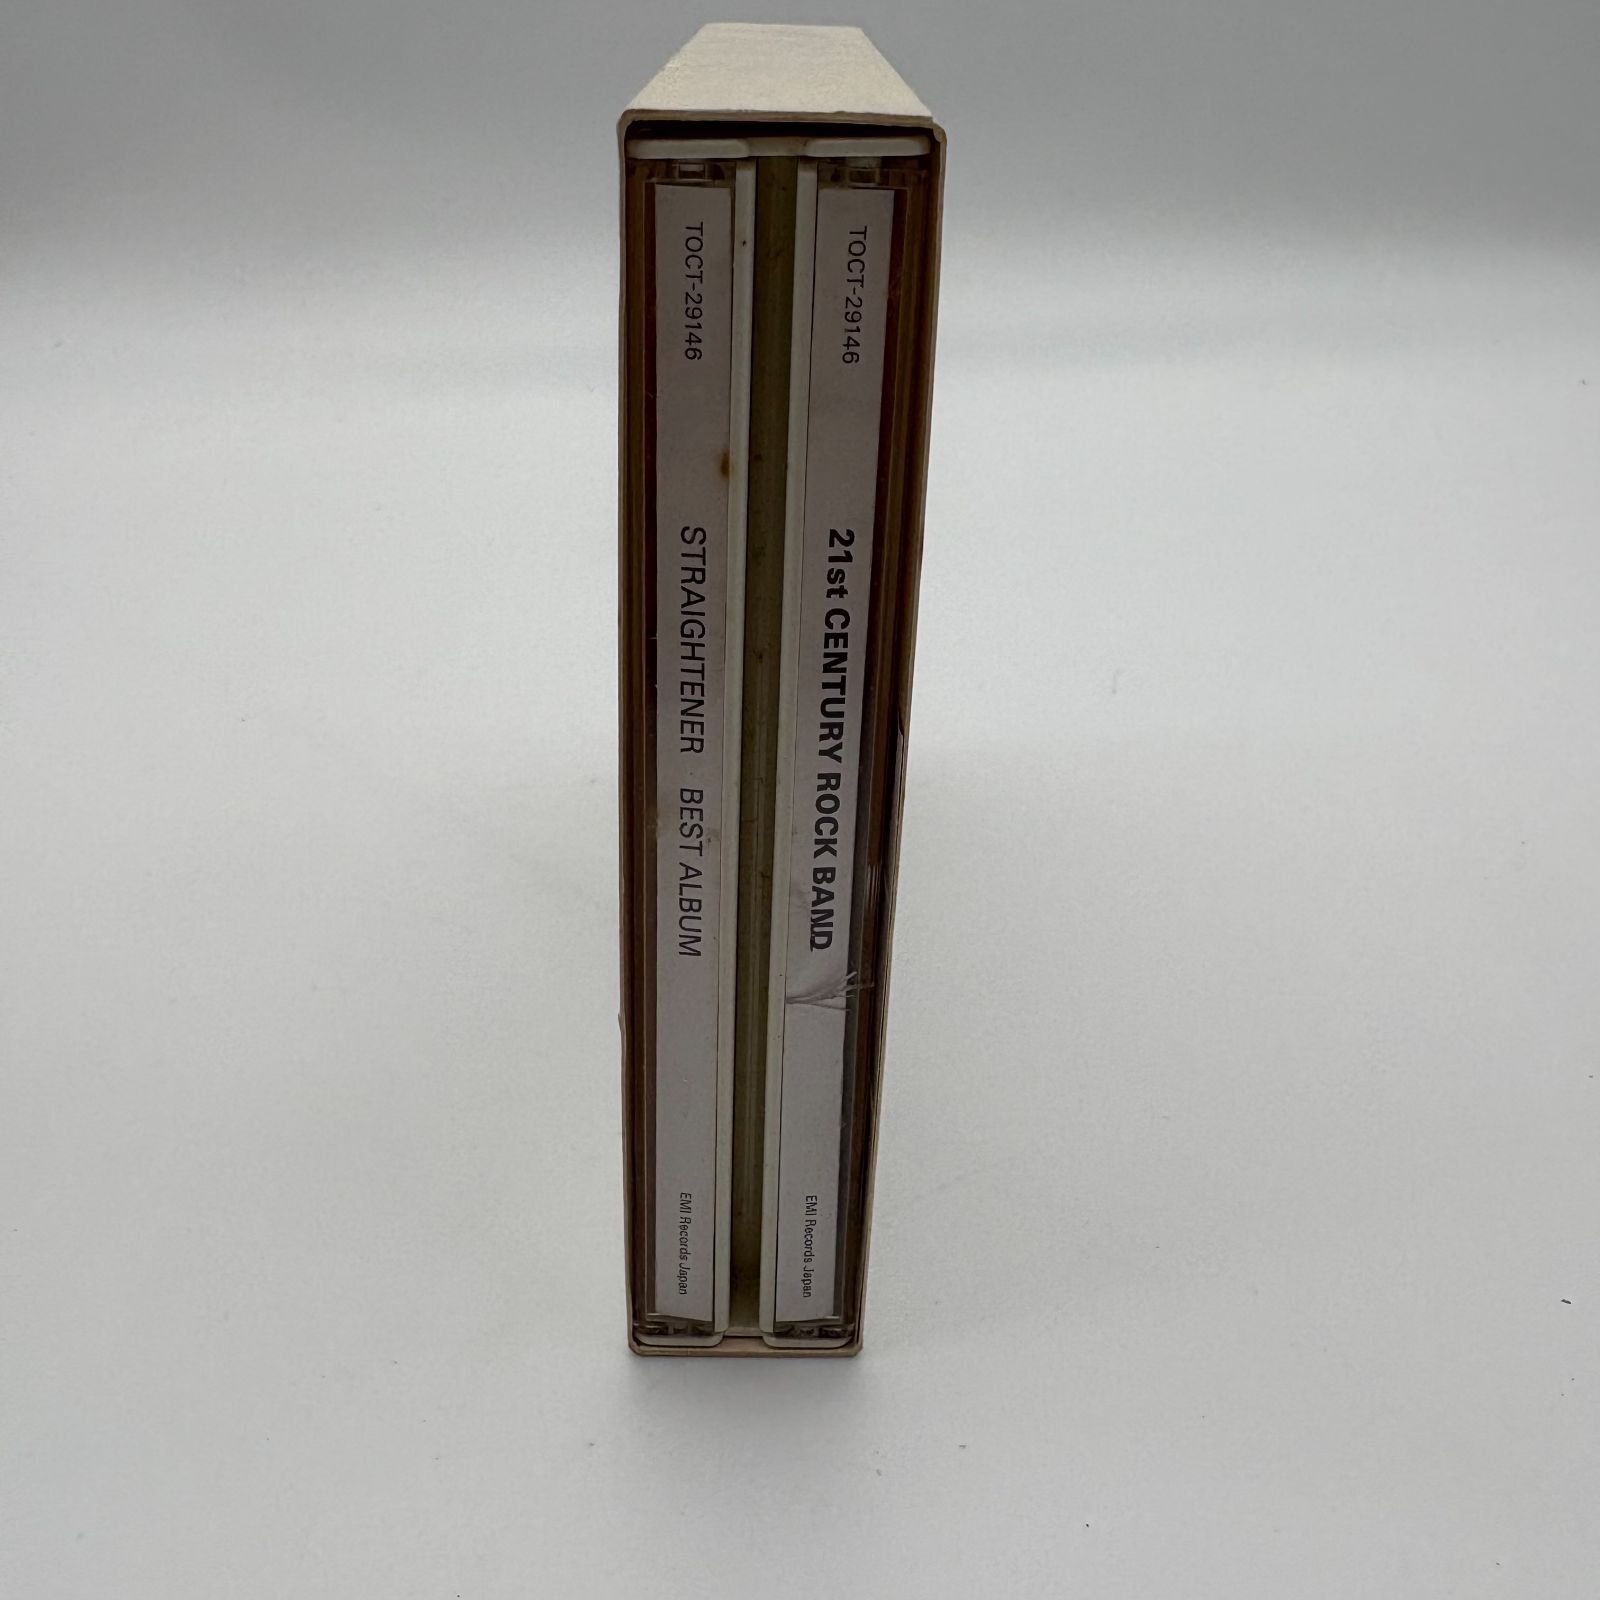 TOCT-29146
STRAIGHTENER BEST ALBUM
EMI Records Japan
TOCT-29146
21st CENTURY ROCK BAND
EMI Records Japan